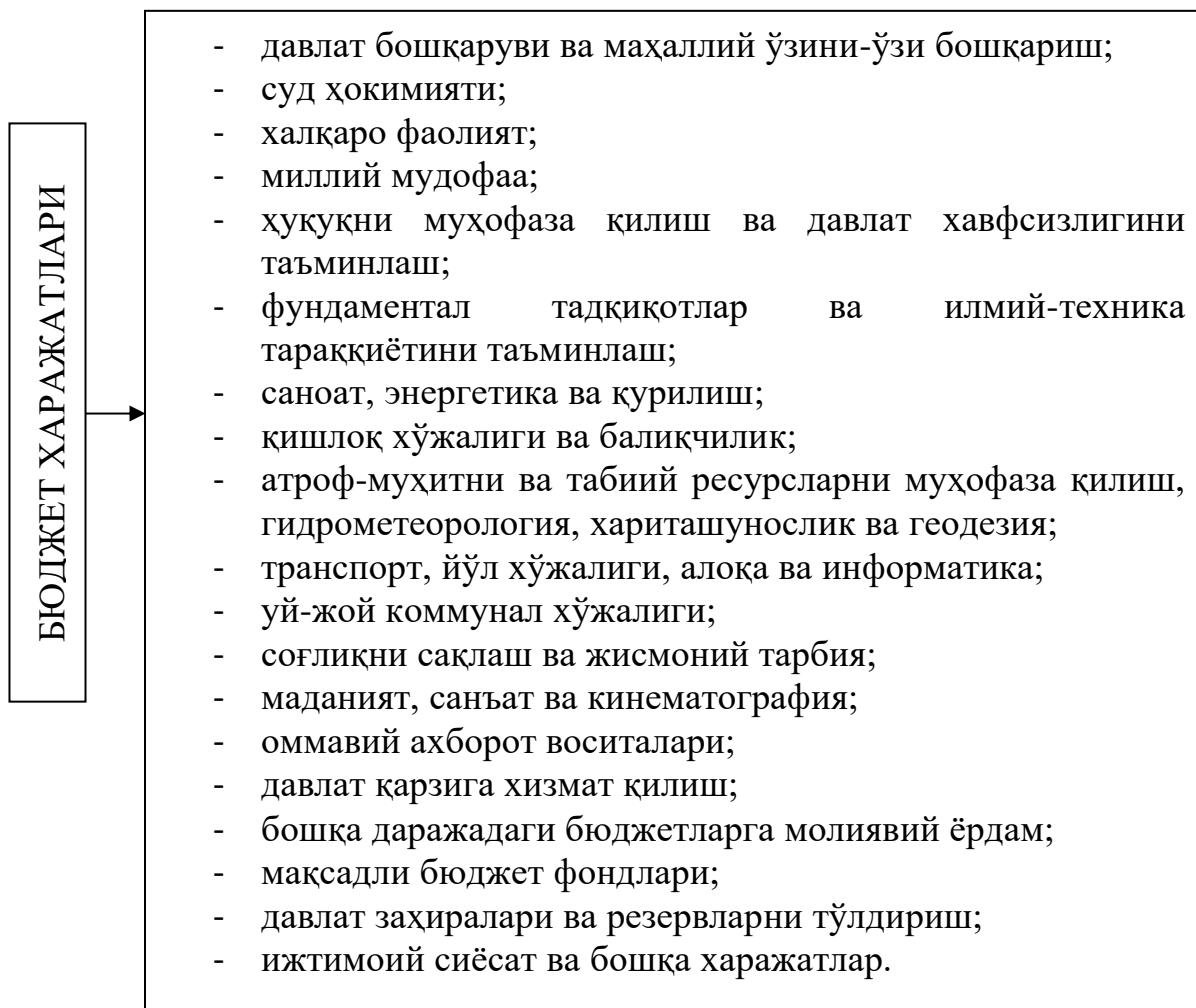 БЮДЖЕТ ХАРАЖАТЛАРИ
- давлат бошқаруви ва маҳаллий ўзини-ўзи бошқариш;
- суд ҳокимияти;
- халқаро фаолият;
- миллий мудофаа;
- ҳуқуқни муҳофаза қилиш ва давлат хавфсизлигини
таъминлаш;
- фундаментал тадқиқотлар ва илмий-техника
тараққиётини таъминлаш;
- саноат, энергетика ва қурилиш;
- қишлоқ хўжалиги ва балиқчилик;
- атроф-муҳитни ва табиий ресурсларни муҳофаза қилиш,
гидрометеорология, хариташунослик ва геодезия;
- транспорт, йўл хўжалиги, алоқа ва информатика;
- уй-жой коммунал хўжалиги;
- соғлиқни сақлаш ва жисмоний тарбия;
- маданият, санъат ва кинематография;
- оммавий ахборот воситалари;
- давлат қарзига хизмат қилиш;
- бошқа даражадаги бюджетларга молиявий ёрдам;
- мақсадли бюджет фондлари;
- давлат заҳиралари ва резервларни тўлдириш;
- ижтимоий сиёсат ва бошқа харажатлар.